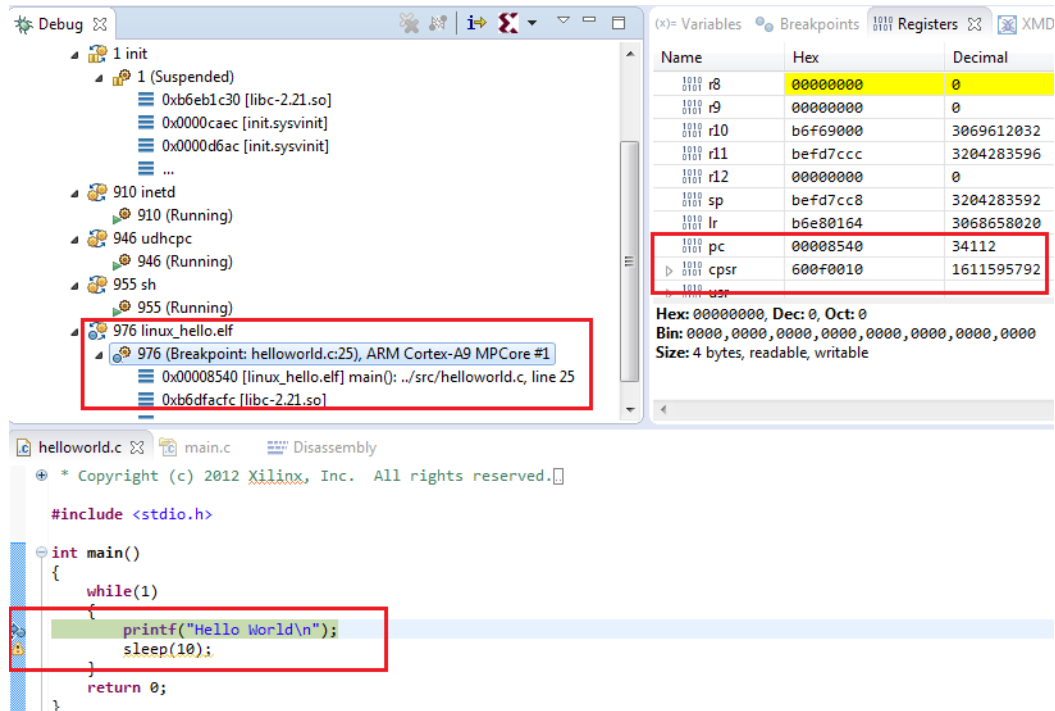 Debug
1 init
1 (Suspended)
0xb6eb1c30 [libc-2.21.so]
0x0000caec [init.sysvinit]
0x0000d6ac [init.sysvinit]
...
910 inetd
910 (Running)
946 udhcpc
946 (Running)
955 sh
955 (Running)
976 linux_hello.elf
976 (Breakpoint: helloworld.c:25), ARM Cortex-A9 MPCore #1
0x00008540 [linux_hello.elf] main(): ../src/helloworld.c, line 25
0xb6dfacfc [libc-2.21.so]
(x)= Variables Breakpoints Registers XMD
Name Hex Decimal
r8 00000000 0
r9 00000000 0
r10 b6f69000 3069612032
r11 befd7ccc 3204283596
r12 00000000 0
sp befd7cc8 3204283592
lr b6e80164 3068658020
pc 00008540 34112
cpsr 600f0010 1611595792
usr
Hex: 00000000, Dec: 0, Oct: 0
Bin: 0000,0000,0000,0000,0000,0000,0000,0000
Size: 4 bytes, readable, writable
helloworld.c main.c Disassembly
* Copyright (c) 2012 Xilinx, Inc. All rights reserved.
#include <stdio.h>
int main()
{
while(1)
{
printf("Hello World\n");
sleep(10);
}
return 0;
}